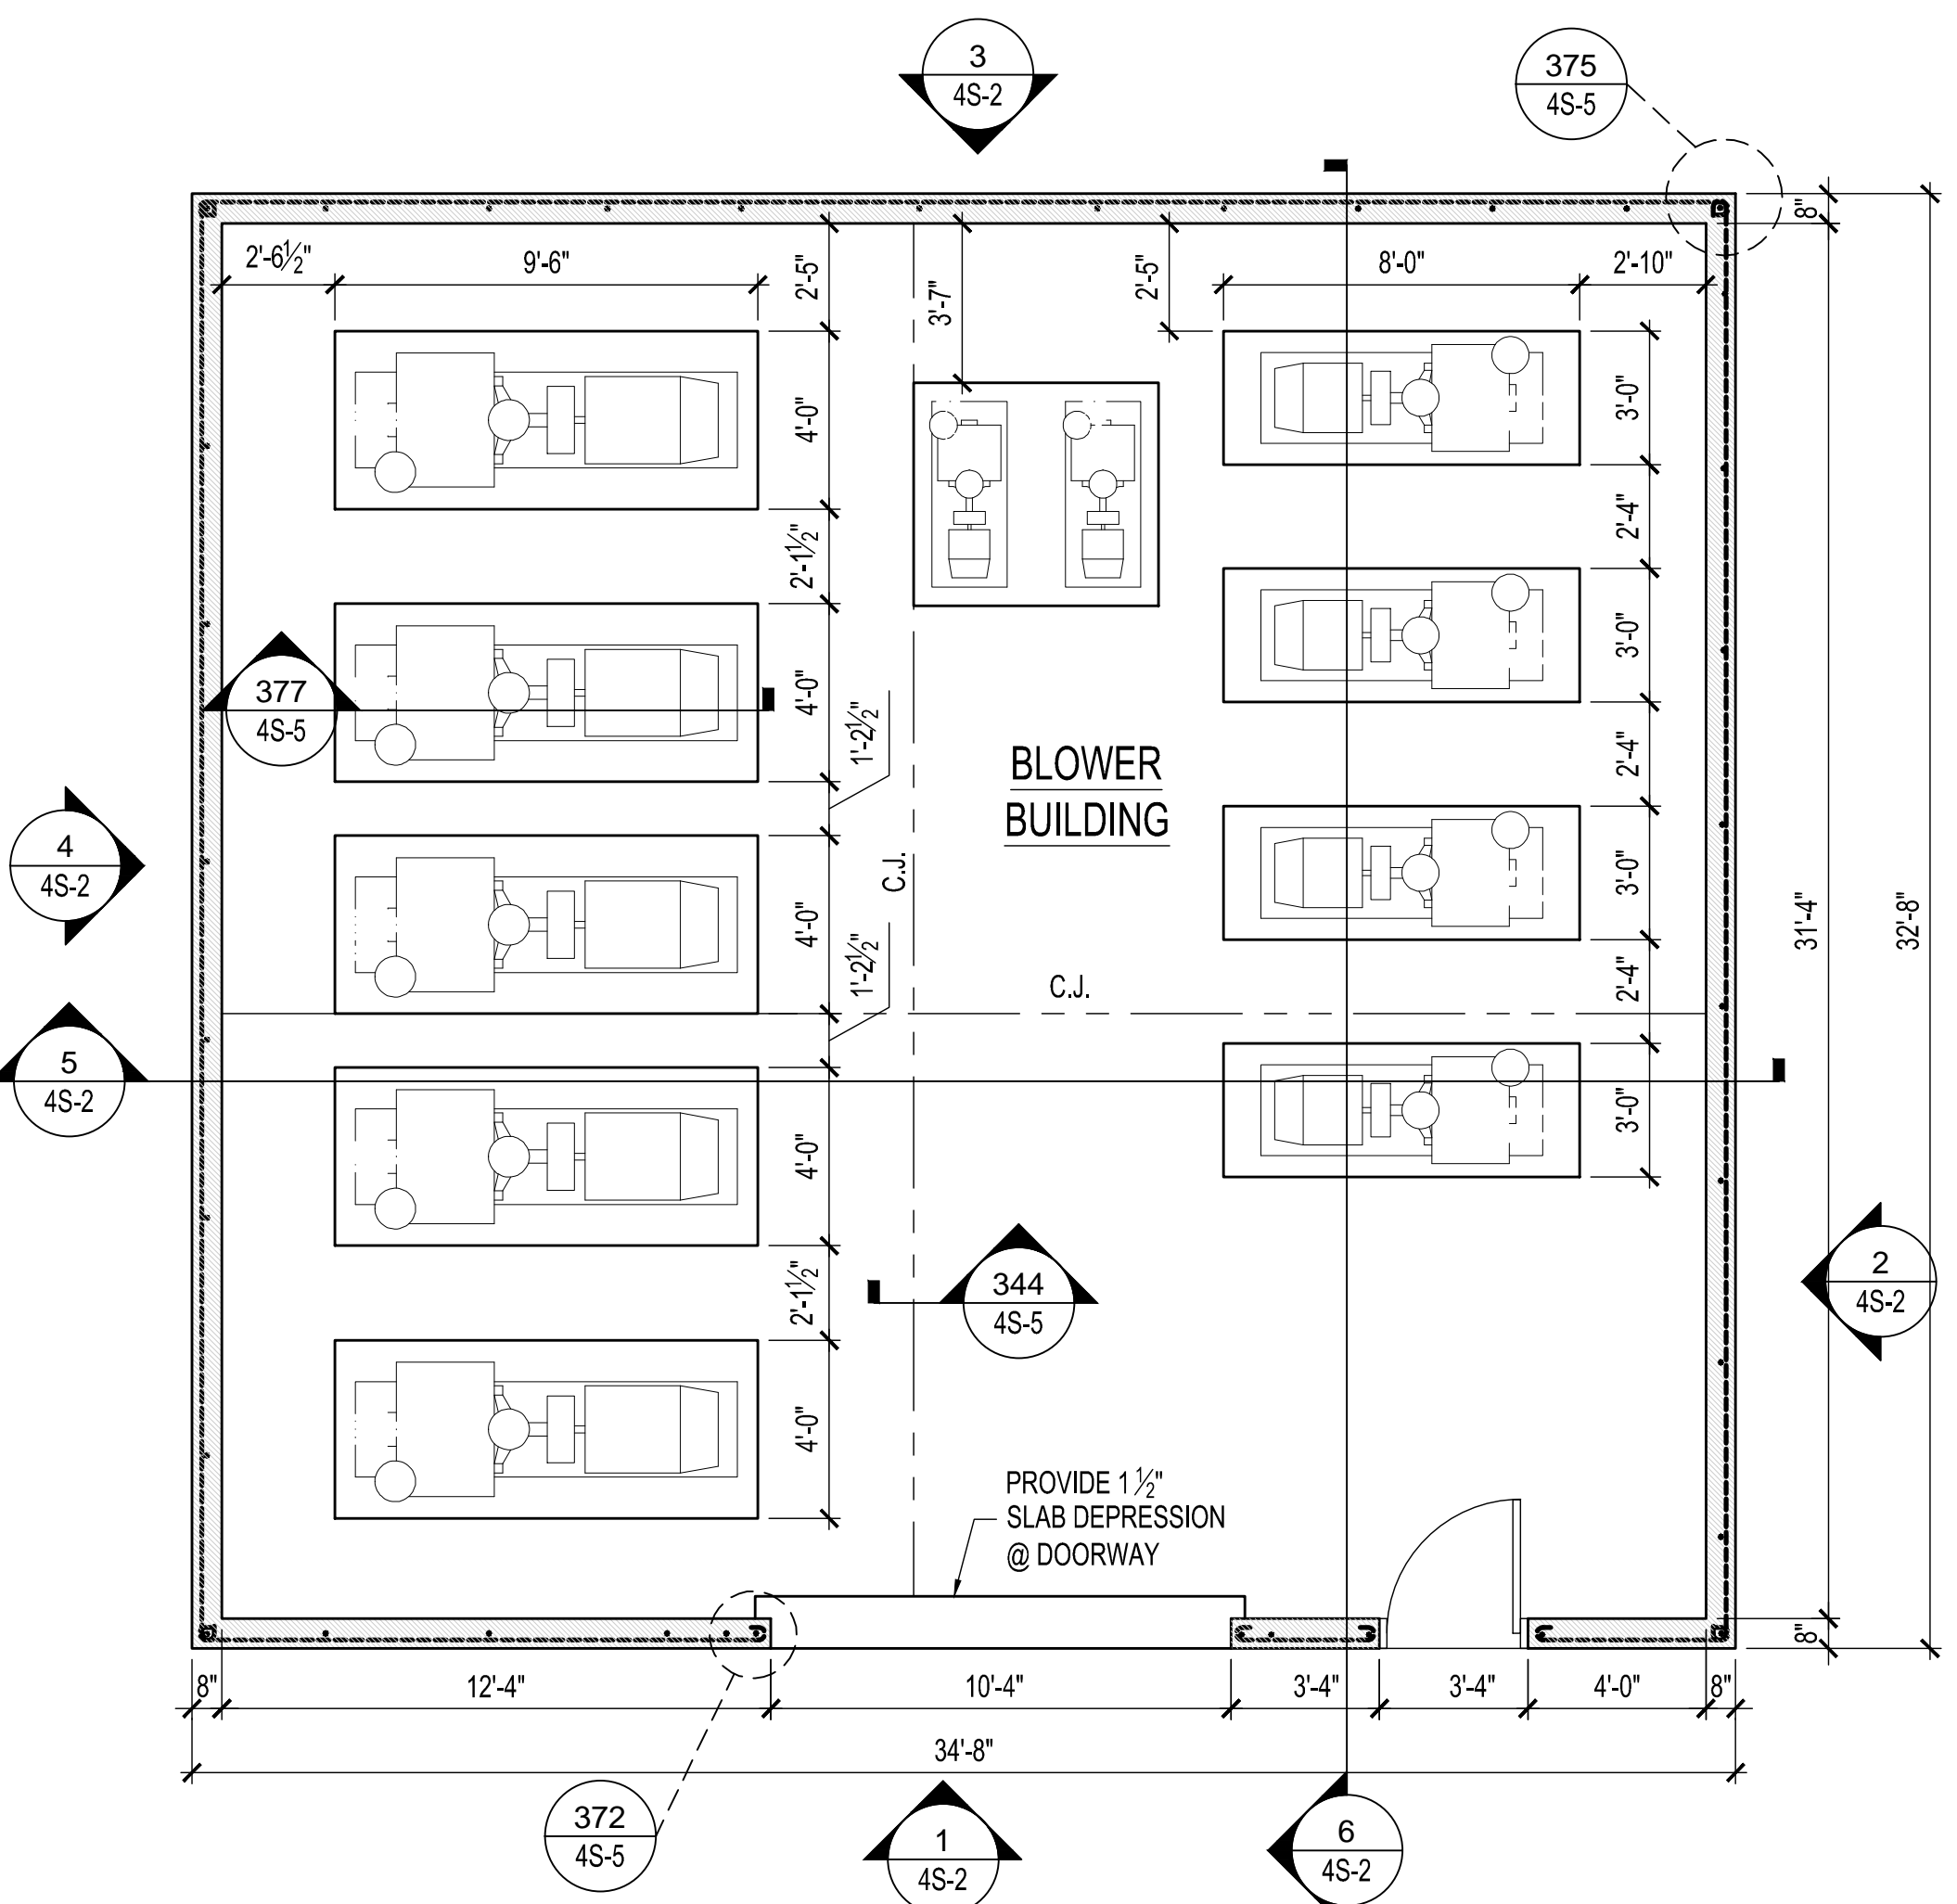 3
4S-2
375
4S-5
8"
2'-6½"
9'-6"
2'-5"
3'-7"
2'-5"
8'-0"
2'-10"
4'-0"
3'-0"
2'-1½"
2'-4"
377
4S-5
4'-0"
1'-2½"
3'-0"
BLOWER
BUILDING
2'-4"
4
4S-2
C.J.
4'-0"
1'-2½"
3'-0"
31'-4"
32'-8"
C.J.
2'-4"
5
4S-2
4'-0"
3'-0"
2'-1½"
344
4S-5
2
4S-2
4'-0"
PROVIDE 1 ½"
SLAB DEPRESSION
@ DOORWAY
8"
8"
12'-4"
10'-4"
3'-4"
3'-4"
4'-0"
8"
34'-8"
372
4S-5
1
4S-2
6
4S-2